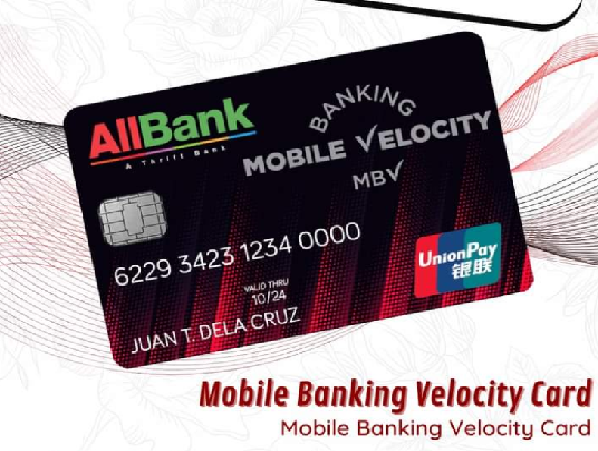 AllBank
A Thrift Bank
BANKING
MOBILE VELOCITY
MBV
6229 3423 1234 0000
VALID THRU
10/24
JUAN T. DELA CRUZ
UnionPay
银联
Mobile Banking Velocity Card
Mobile Banking Velocity Card